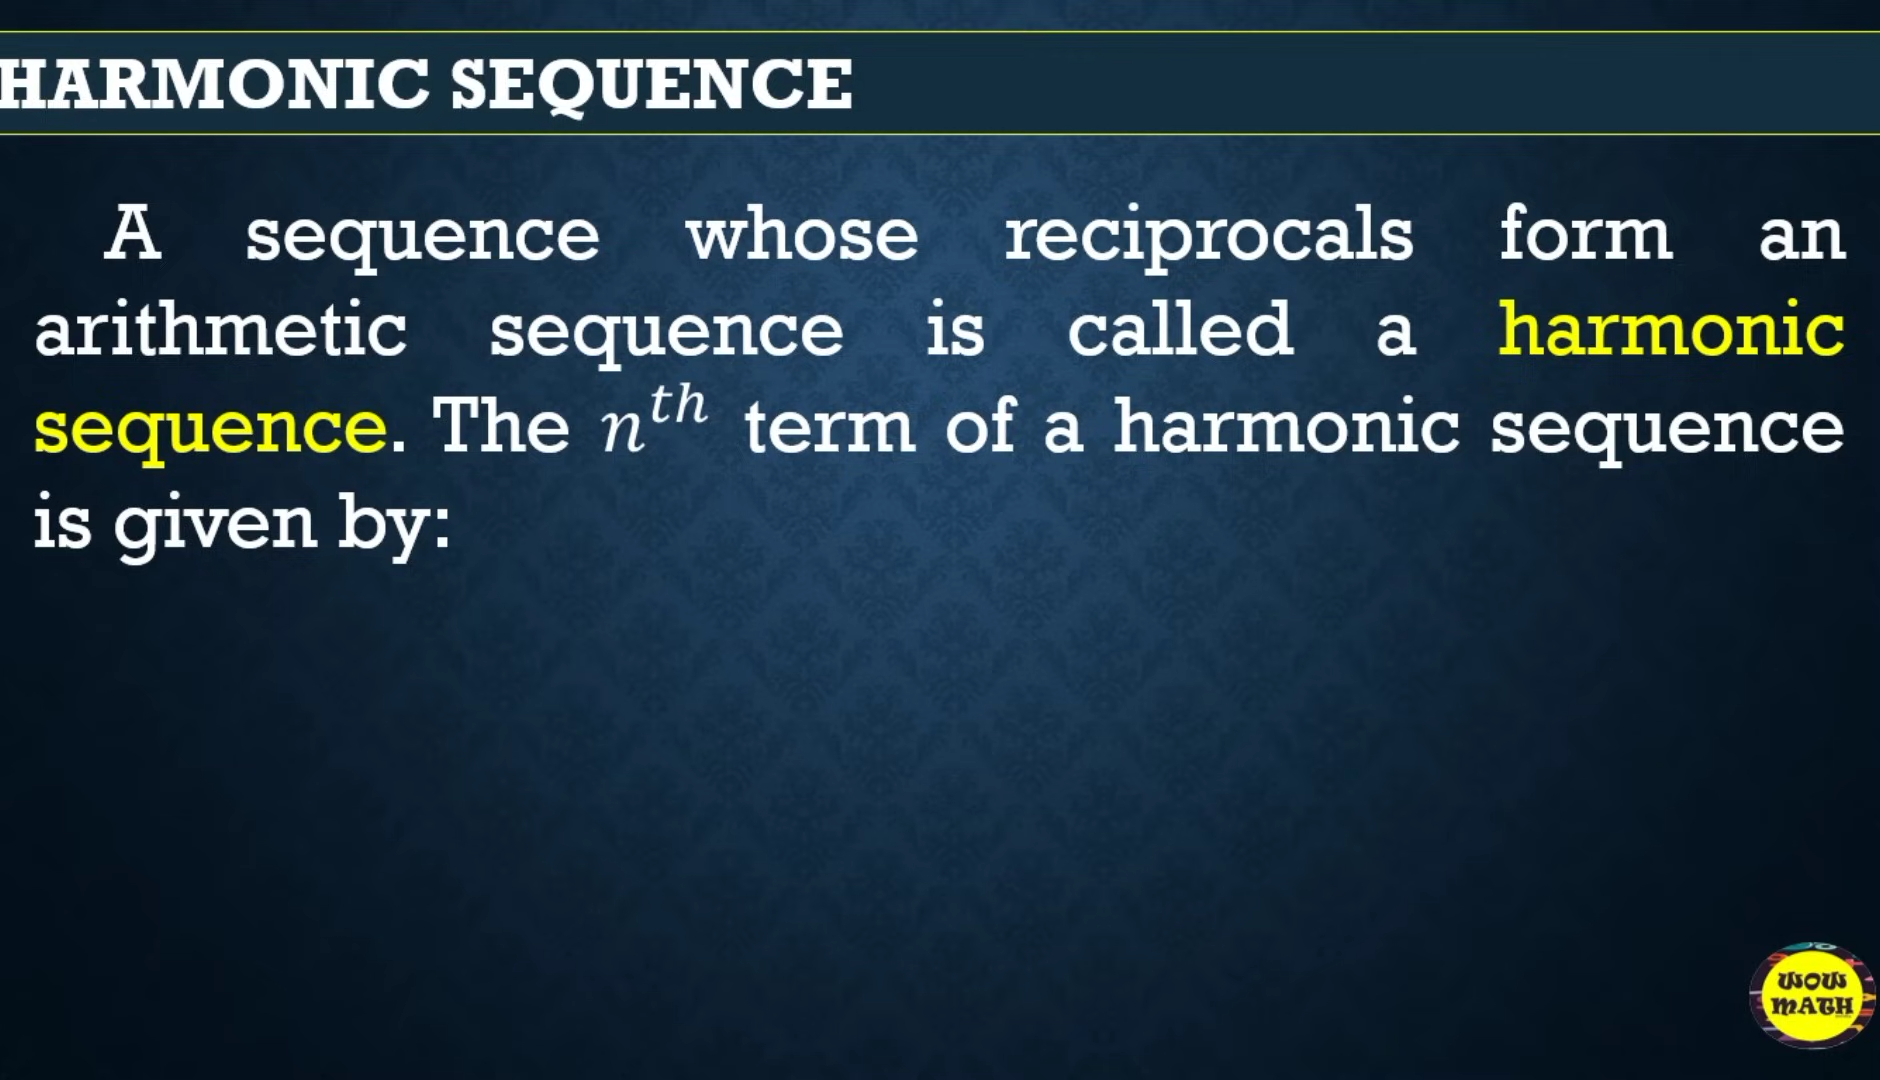 HARMONIC SEQUENCE
A sequence whose reciprocals form an
arithmetic sequence is called a harmonic
sequence. The nᵗʰ term of a harmonic sequence
is given by:
WOW
MATH